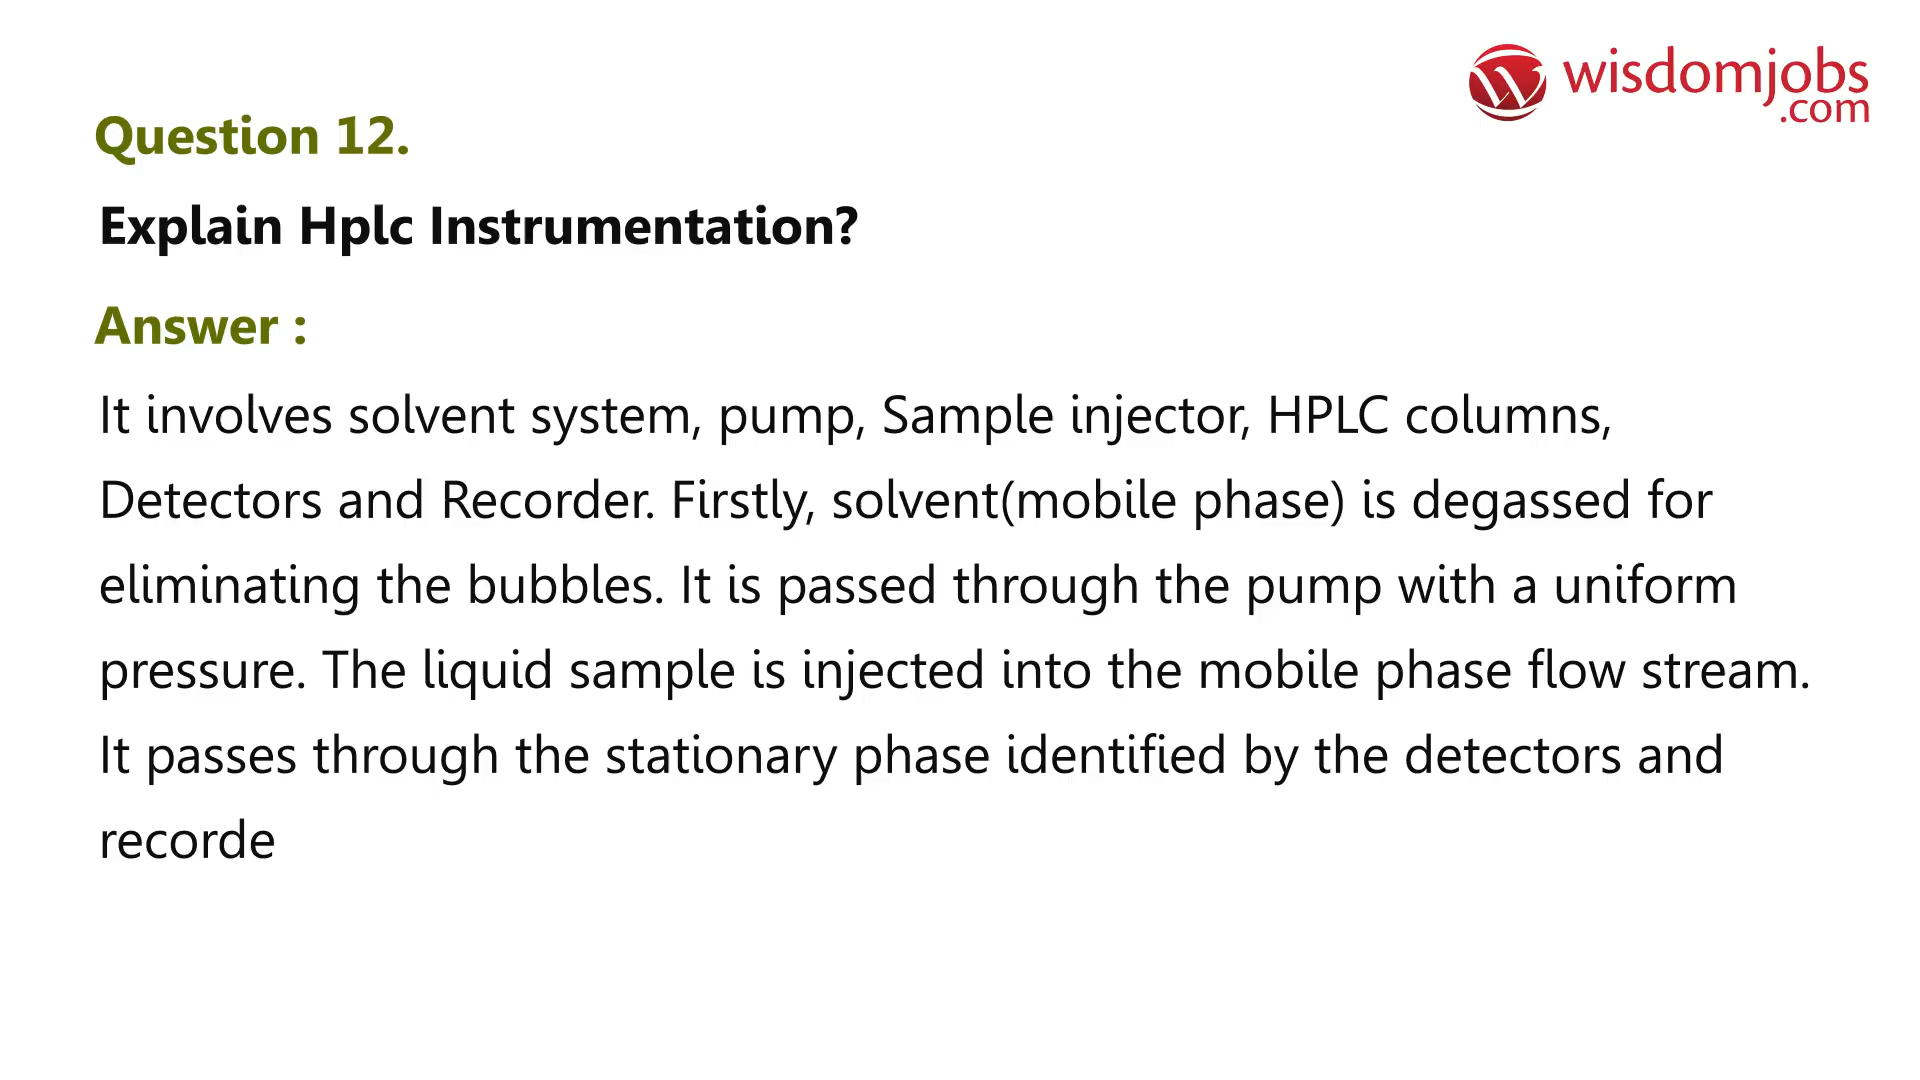 wisdomjobs
.com
Question 12.
Explain Hplc Instrumentation?
Answer :
It involves solvent system, pump, Sample injector, HPLC columns,
Detectors and Recorder. Firstly, solvent(mobile phase) is degassed for
eliminating the bubbles. It is passed through the pump with a uniform
pressure. The liquid sample is injected into the mobile phase flow stream.
It passes through the stationary phase identified by the detectors and
recorde